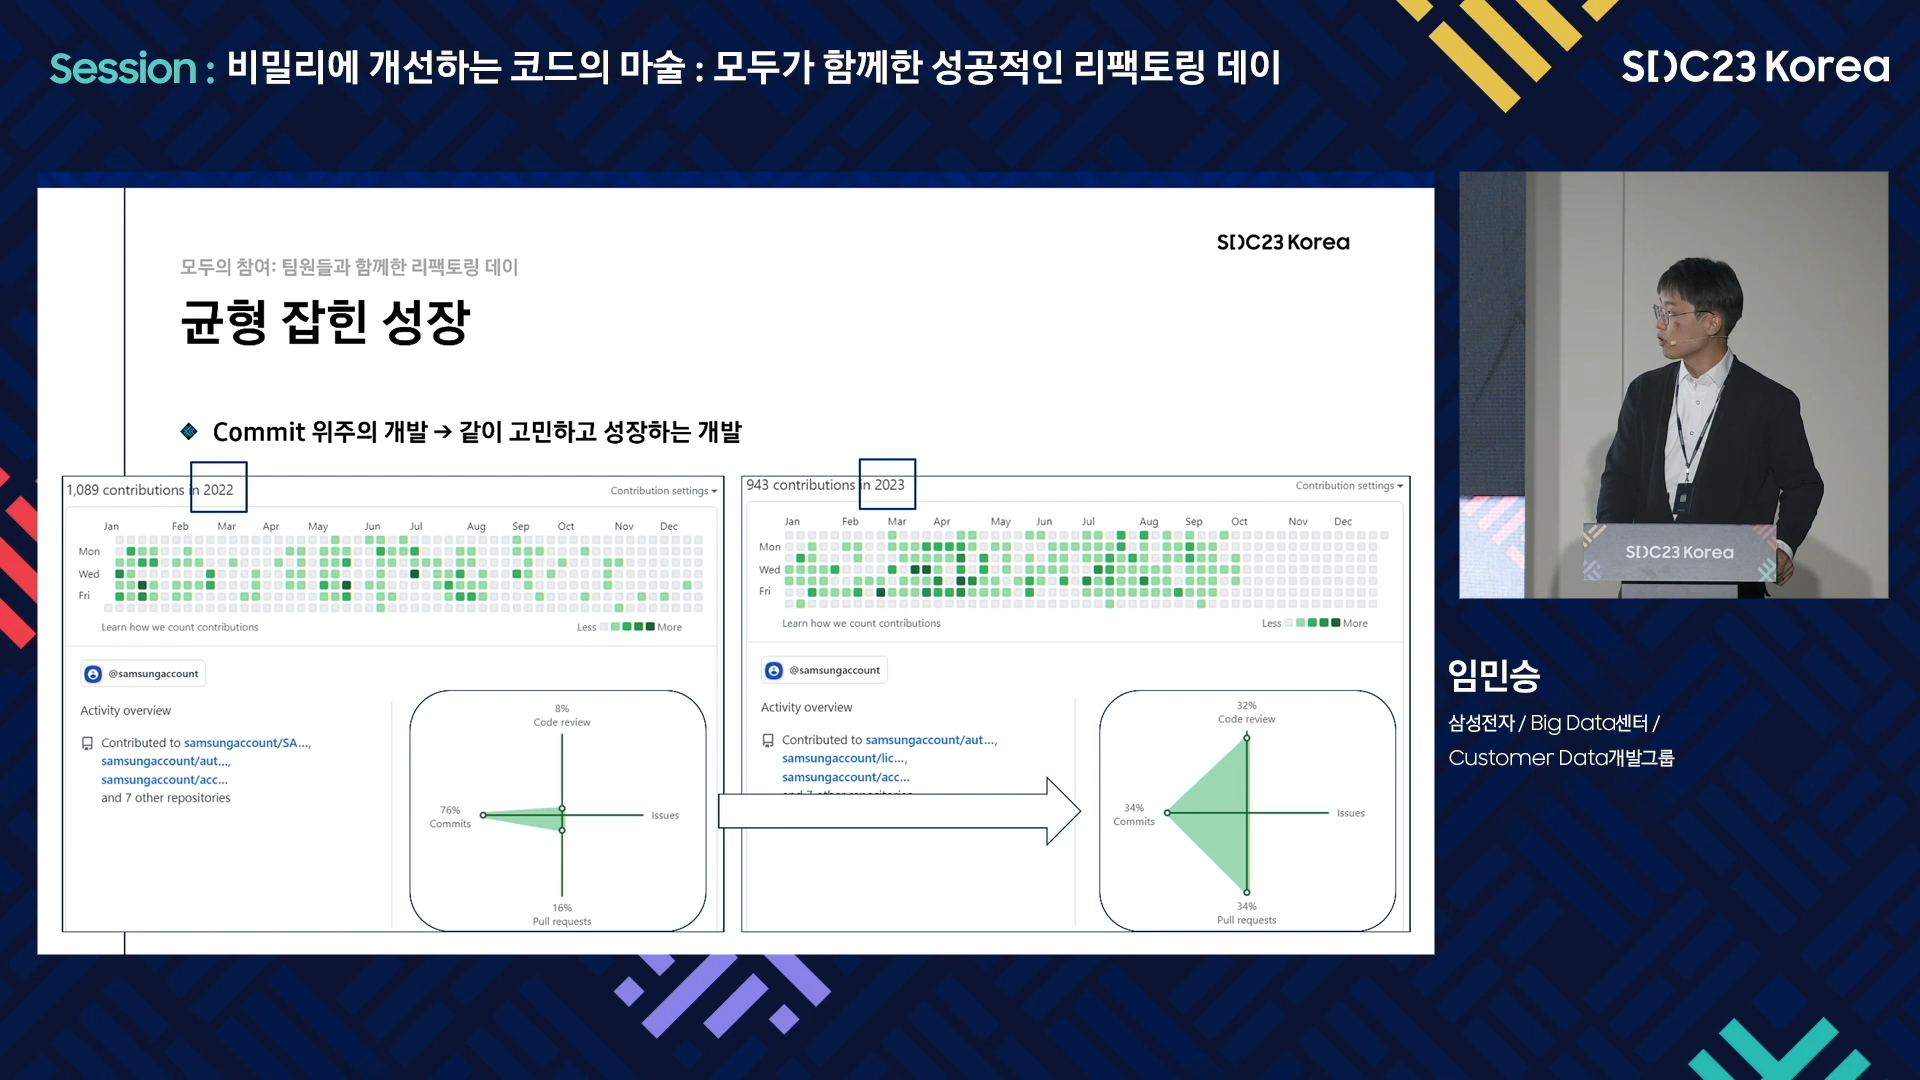 Session : 비밀리에 개선하는 코드의 마술 : 모두가 함께한 성공적인 리팩토링 데이
SDC23 Korea
SDC23 Korea
모두의 참여: 팀원들과 함께한 리팩토링 데이
균형 잡힌 성장
Commit 위주의 개발 → 같이 고민하고 성장하는 개발
1,089 contributions in 2022
Contribution settings
Jan Feb Mar Apr May Jun Jul Aug Sep Oct Nov Dec
Mon
Wed
Fri
Learn how we count contributions
Less More
@samsungaccount
Activity overview
Contributed to samsungaccount/SA...,
samsungaccount/aut...,
samsungaccount/acc...
and 7 other repositories
8%
Code review
76%
Commits
Issues
16%
Pull requests
943 contributions in 2023
Contribution settings
Jan Feb Mar Apr May Jun Jul Aug Sep Oct Nov Dec
Mon
Wed
Fri
Learn how we count contributions
Less More
@samsungaccount
Activity overview
Contributed to samsungaccount/aut...,
samsungaccount/lic...,
samsungaccount/acc...
and 7 other repositories
32%
Code review
34%
Commits
Issues
34%
Pull requests
SDC23 Korea
임민승
삼성전자 / Big Data센터 /
Customer Data개발그룹